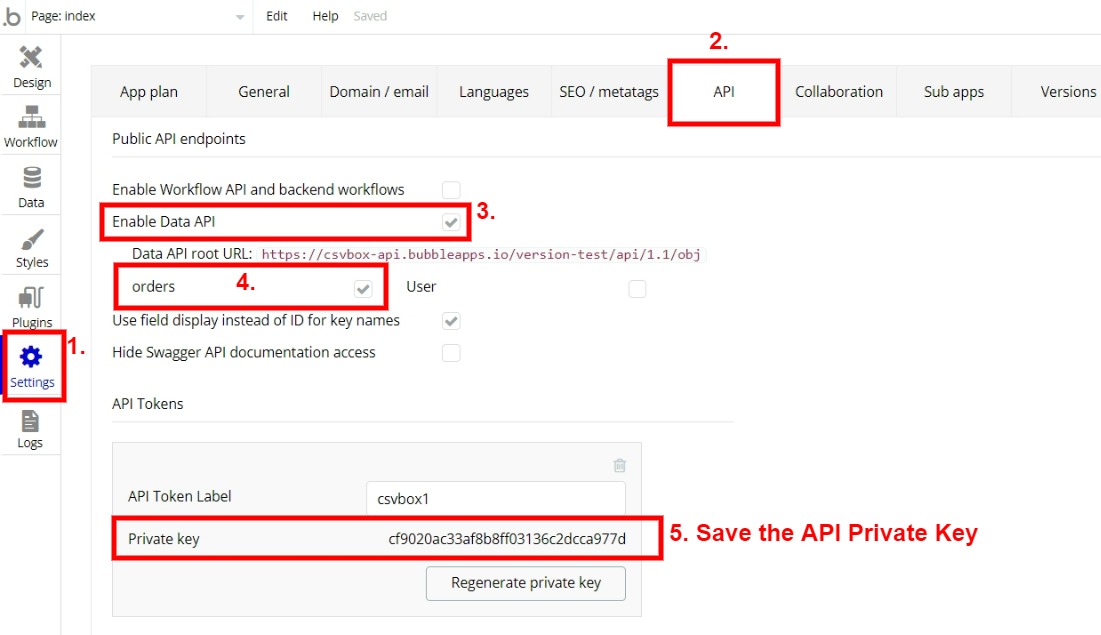 .b Page: index Edit Help Saved
2.
Design
App plan General Domain / email Languages SEO / metatags API Collaboration Sub apps Versions
Workflow
Public API endpoints
Data
Enable Workflow API and backend workflows
Enable Data API 3.
Styles
Data API root URL: https://csvbox-api.bubbleapps.io/version-test/api/1.1/obj
orders 4. User
Plugins
Use field display instead of ID for key names
1.
Settings
Hide Swagger API documentation access
API Tokens
Logs
API Token Label csvbox1
Private key cf9020ac33af8b8ff03136c2dcca977d 5. Save the API Private Key
Regenerate private key